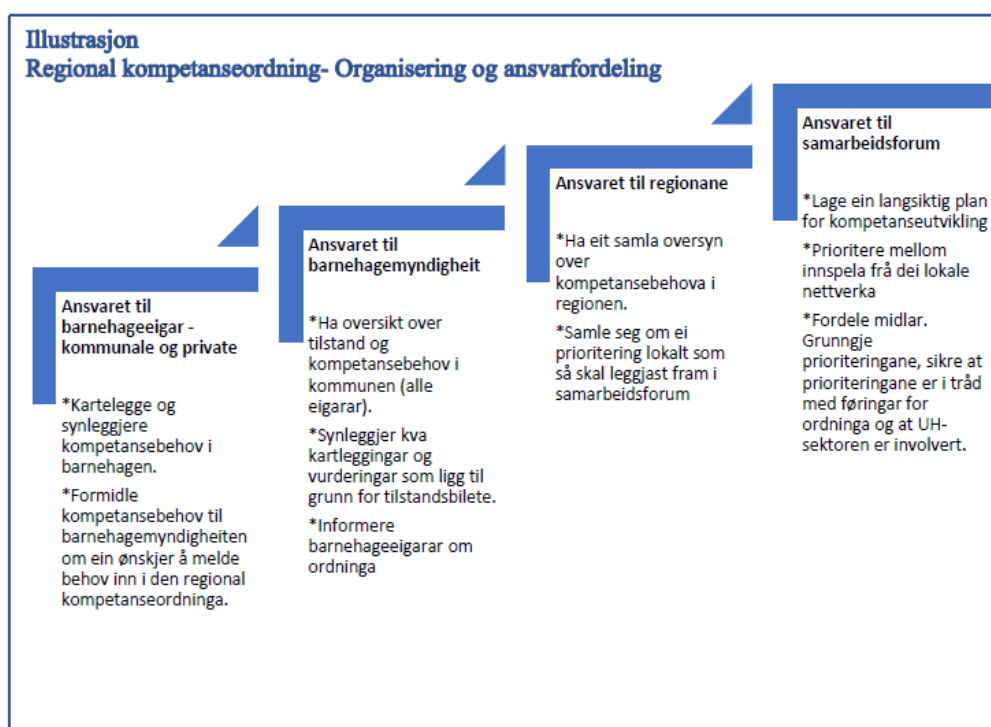 Illustrasjon
Regional kompetanseordning- Organisering og ansvarfordeling
Ansvaret til
barnehageeigar -
kommunale og private
*Kartelegge og
synleggjere
kompetansebehov i
barnehagen.
*Formidle
kompetansebehov til
barnehagemyndigheiten
om ein ønskjer å melde
behov inn i den regional
kompetanseordninga.
Ansvaret til
barnehagemyndigheit
*Ha oversikt over
tilstand og
kompetansebehov i
kommunen (alle
eigarar).
*Synleggjer kva
kartleggingar og
vurderingar som ligg til
grunn for tilstandsbilete.
*Informere
barnehageeigarar om
ordninga
Ansvaret til regionane
*Ha eit samla oversyn
over
kompetansebehova i
regionen.
*Samle seg om ei
prioritering lokalt som
så skal leggjast fram i
samarbeidsforum
Ansvaret til
samarbeidsforum
*Lage ein langsiktig plan
for kompetanseutvikling
*Prioritere mellom
innspela frå dei lokale
nettverka
*Fordele midlar.
Grunngje
prioriteringane, sikre at
prioriteringane er i tråd
med føringar for
ordninga og at UH-
sektoren er involvert.